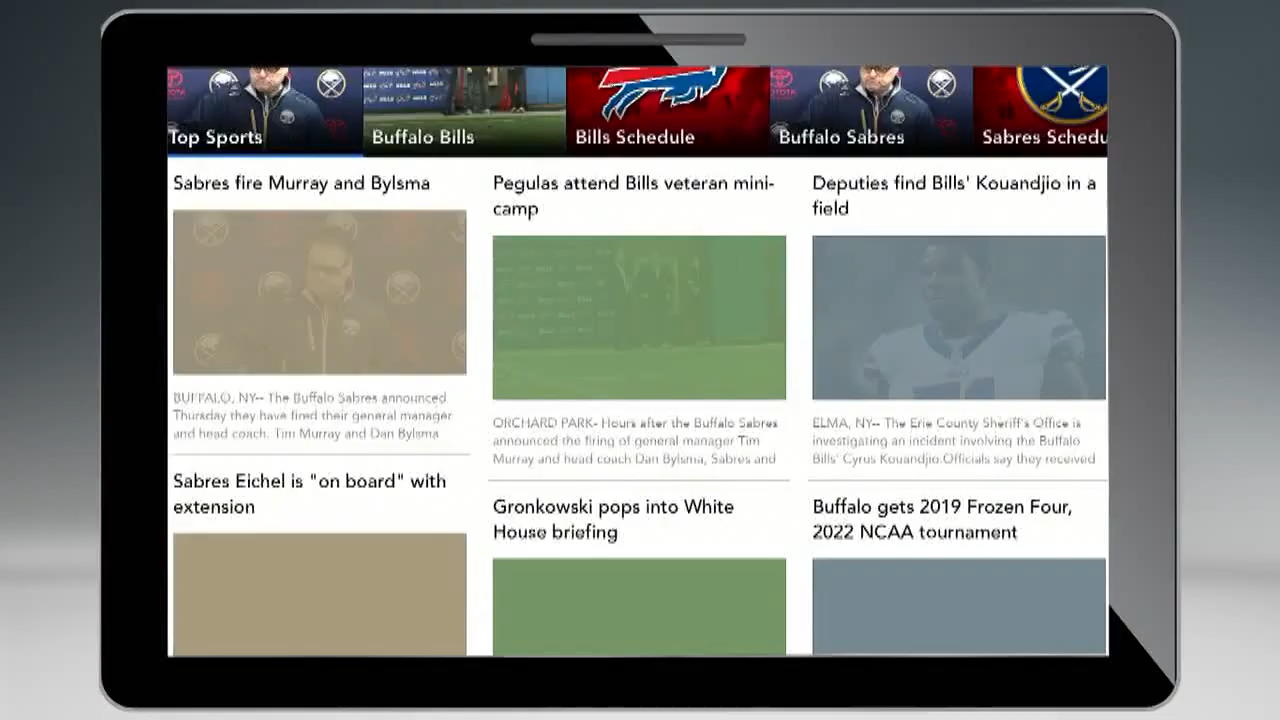 Top Sports
Buffalo Bills
Bills Schedule
Buffalo Sabres
Sabres Schedu
Sabres fire Murray and Bylsma
BUFFALO, NY-- The Buffalo Sabres announced
Thursday they have fired their general manager
and head coach. Tim Murray and Dan Bylsma
Sabres Eichel is "on board" with
extension
Pegulas attend Bills veteran mini-
camp
ORCHARD PARK- Hours after the Buffalo Sabres
announced the firing of general manager Tim
Murray and head coach Dan Bylsma, Sabres and
Gronkowski pops into White
House briefing
Deputies find Bills' Kouandjio in a
field
ELMA, NY-- The Erie County Sheriff's Office is
investigating an incident involving the Buffalo
Bills' Cyrus Kouandjio.Officials say they received
Buffalo gets 2019 Frozen Four,
2022 NCAA tournament